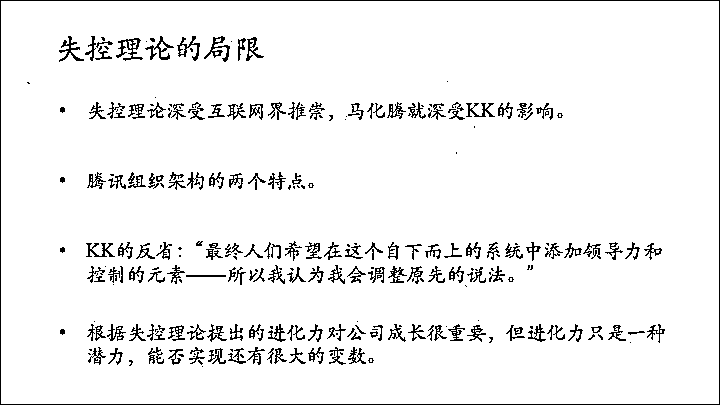 失控理论的局限
• 失控理论深受互联网界推崇，马化腾就深受KK的影响。
• 腾讯组织架构的两个特点。
• KK的反省：“最终人们希望在这个自下而上的系统中添加领导力和
控制的元素——所以我认为我会调整原先的说法。”
• 根据失控理论提出的进化力对公司成长很重要，但进化力只是一种
潜力，能否实现还有很大的变数。